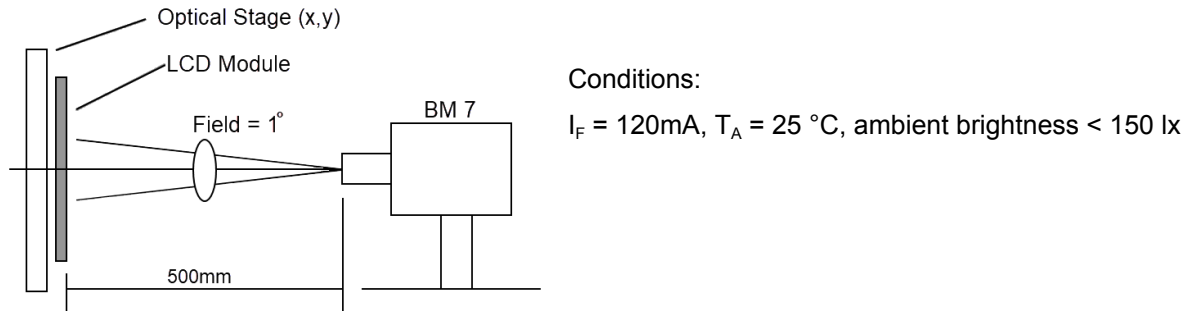 Optical Stage (x,y)
LCD Module
Field = 1°
BM 7
500mm
Conditions:
I_F = 120mA, T_A = 25 °C, ambient brightness < 150 lx